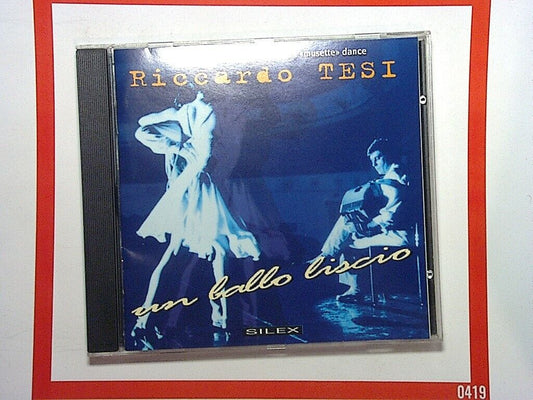 «musette» dance
Riccardo TESI
un ballo liscio
SILEX
0419